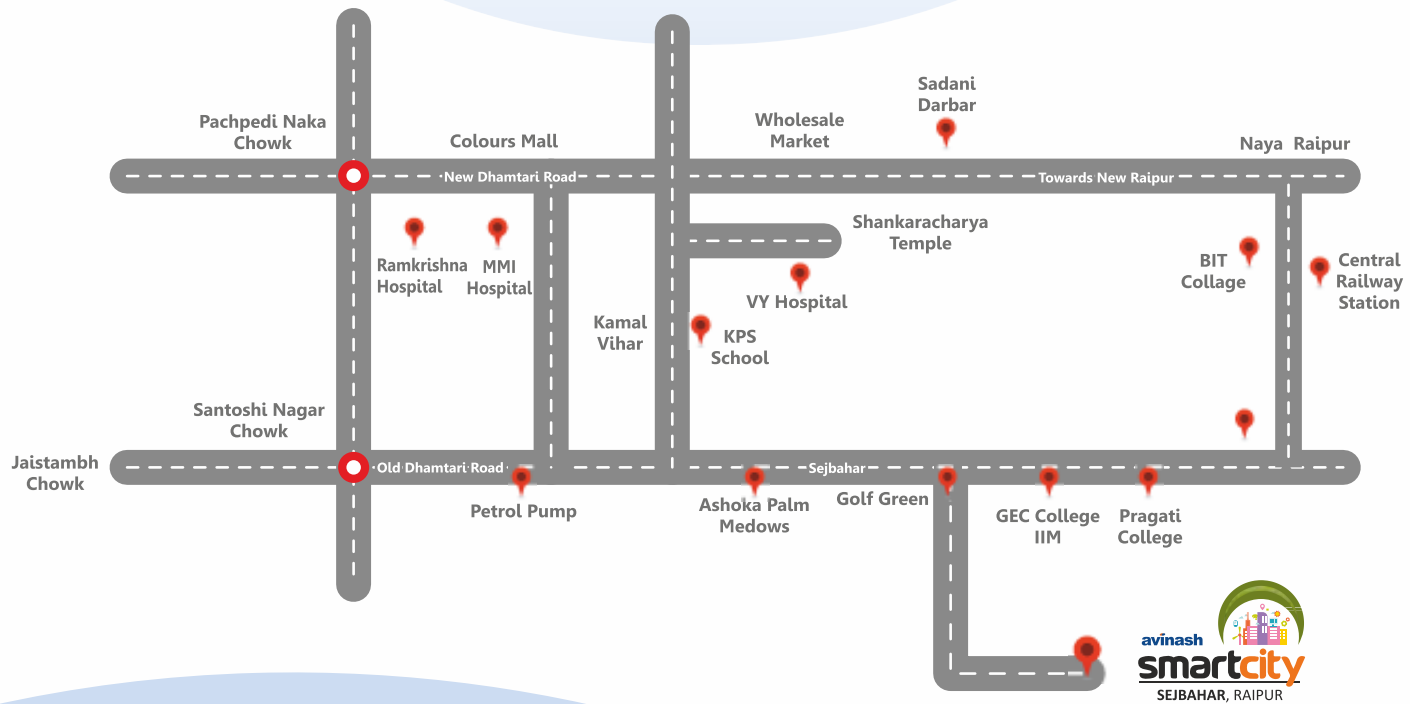 Sadani
Darbar
Pachpedi Naka
Chowk
Colours Mall
Wholesale
Market
Naya Raipur
New Dhamtari Road
Towards New Raipur
Shankaracharya
Temple
Ramkrishna
Hospital
MMI
Hospital
BIT
Collage
Central
Railway
Station
VY Hospital
Kamal
Vihar
KPS
School
Santoshi Nagar
Chowk
Jaistambh
Chowk
Old Dhamtari Road
Sejbahar
Petrol Pump
Ashoka Palm
Medows
Golf Green
GEC College
IIM
Pragati
College
avinash
smartcity
SEJBAHAR, RAIPUR